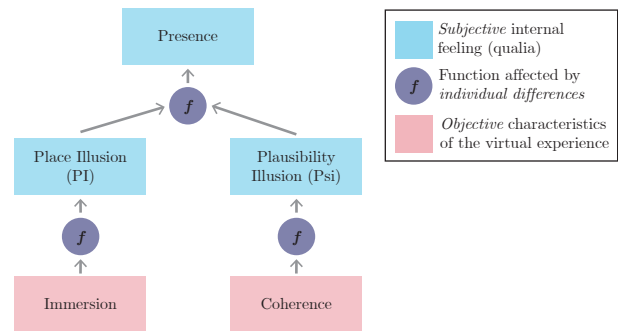 Presence
f
Place Illusion
(PI)
Plausibility
Illusion (Psi)
f
f
Immersion
Coherence
Subjective internal
feeling (qualia)
f
Function affected by
individual differences
Objective characteristics
of the virtual experience